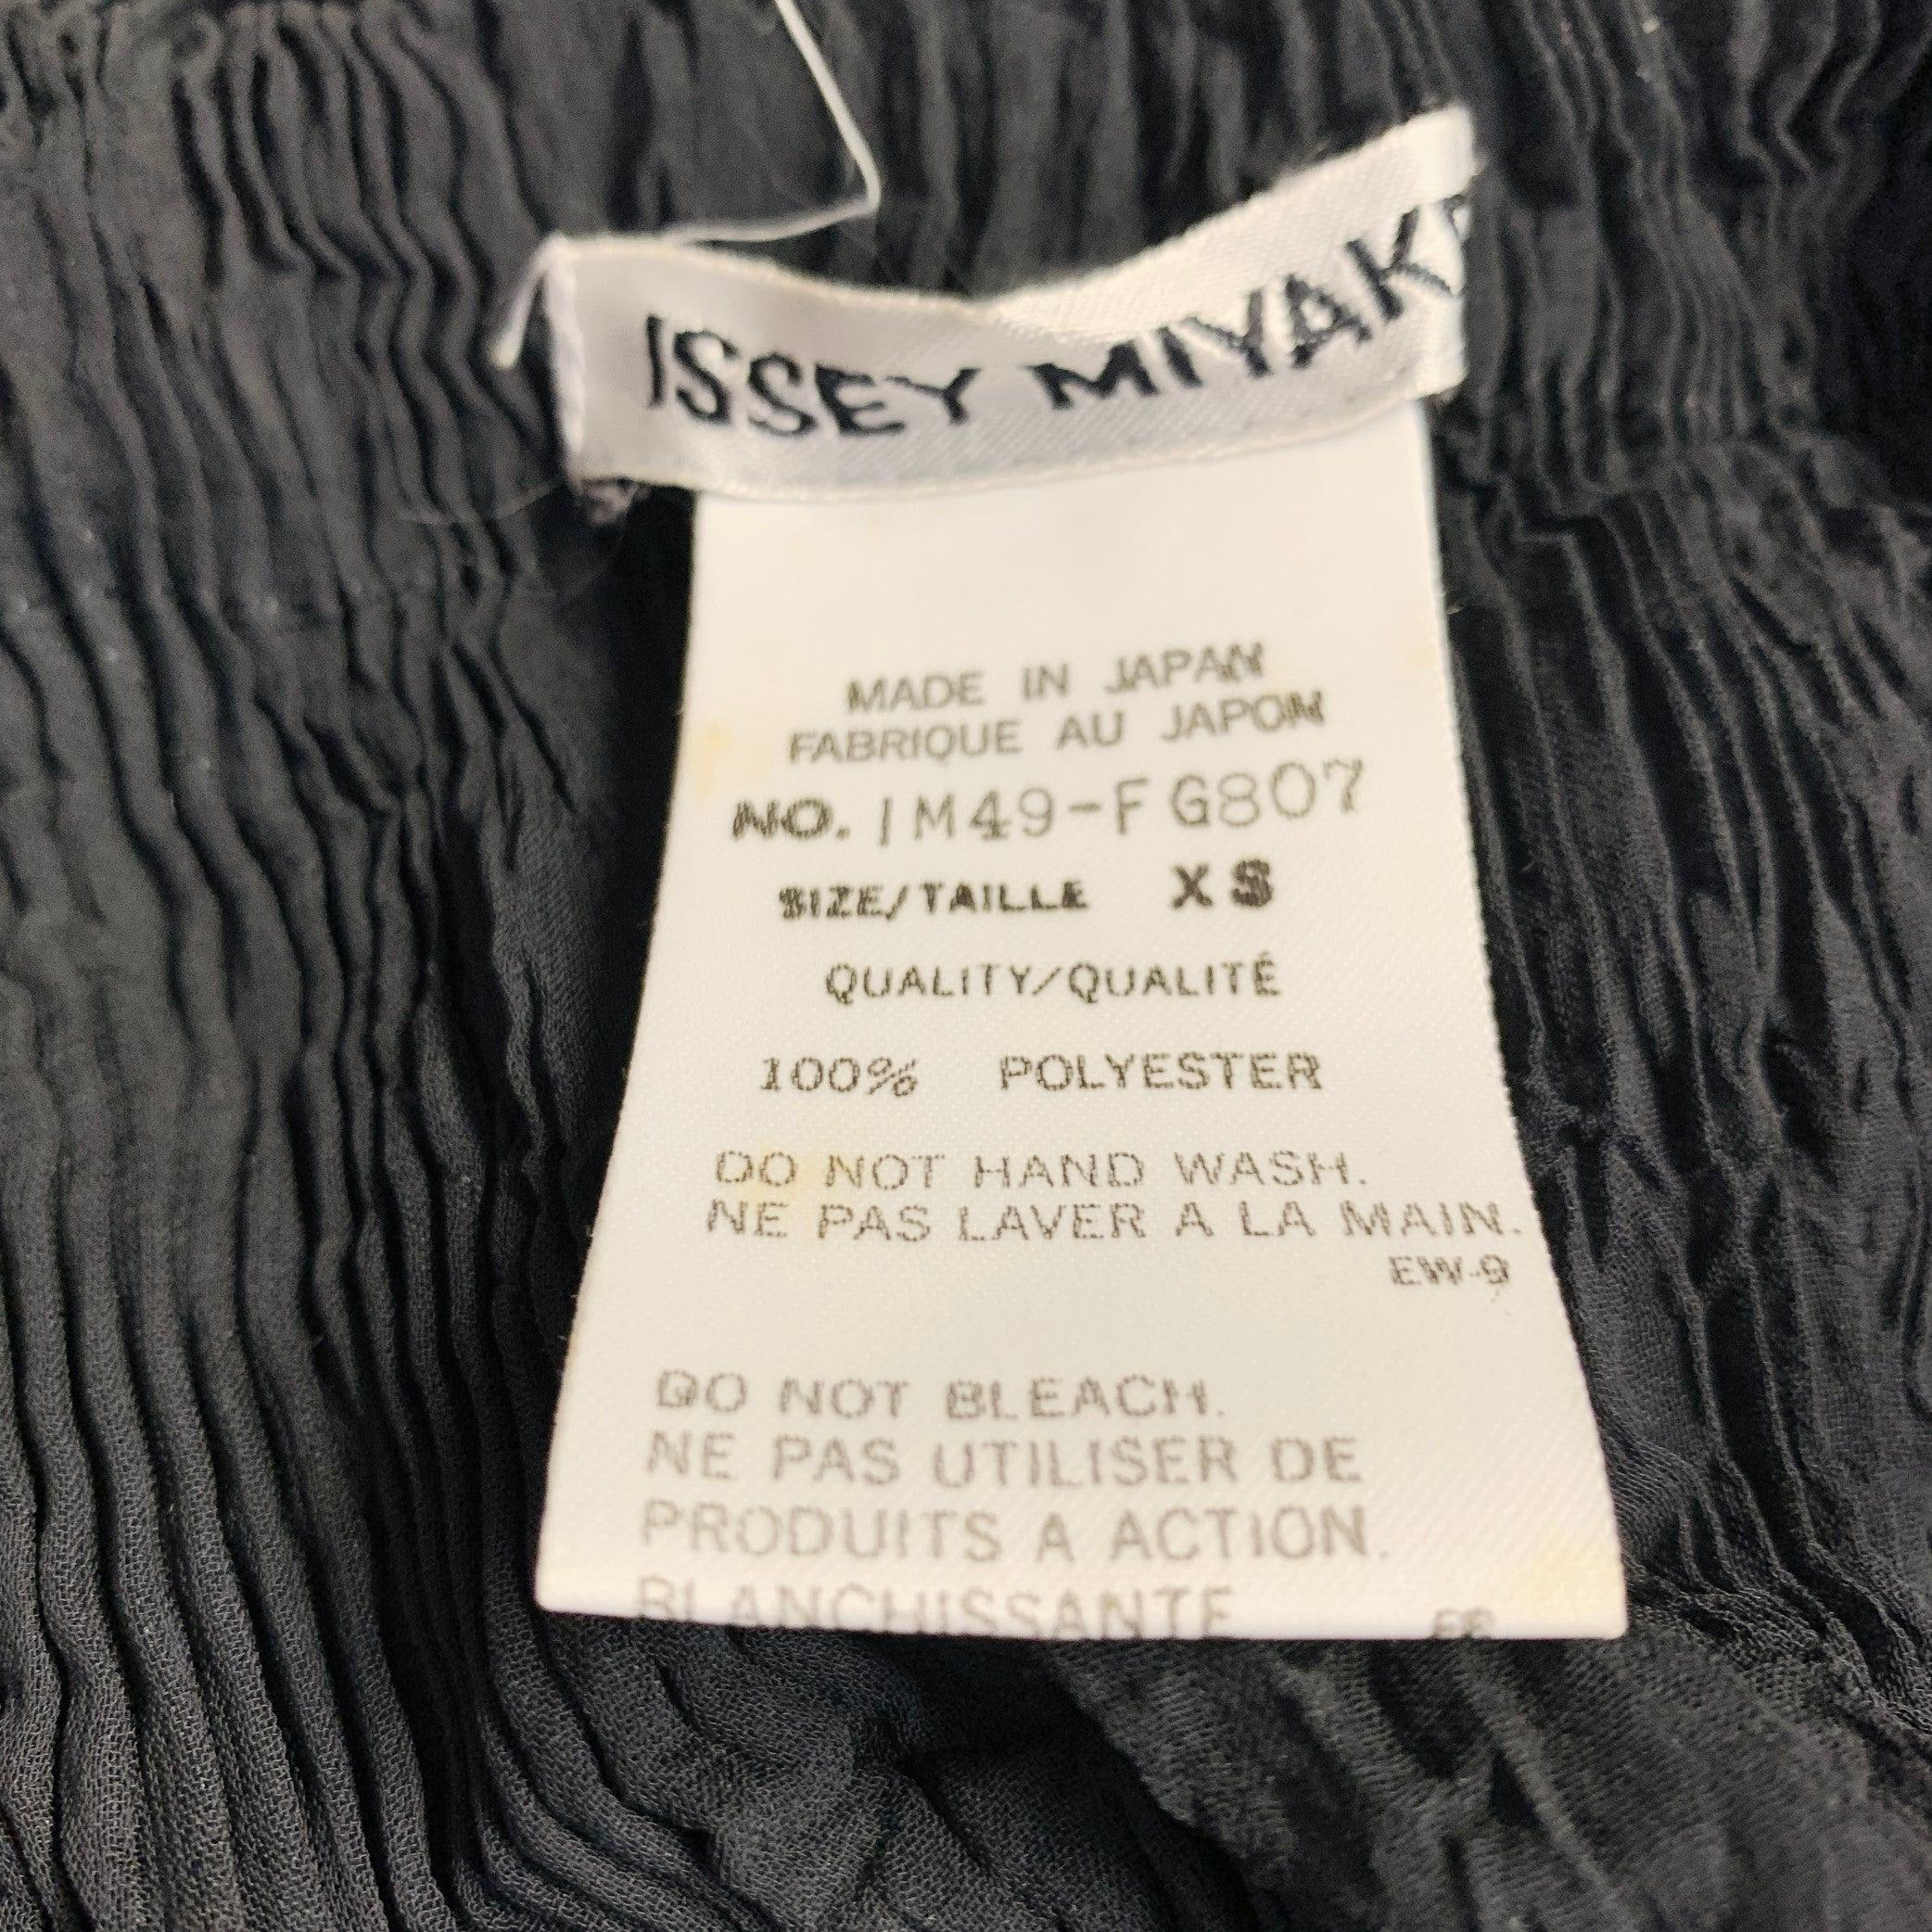 ISSEY MIYAKE
MADE IN JAPAN
FABRIQUE AU JAPON
NO. IM49-FG807
SIZE/TAILLE XS
QUALITY/QUALITÉ
100% POLYESTER
DO NOT HAND WASH.
NE PAS LAVER A LA MAIN.
EW-9
DO NOT BLEACH.
NE PAS UTILISER DE
PRODUITS A ACTION.
BLANCHISSANTE